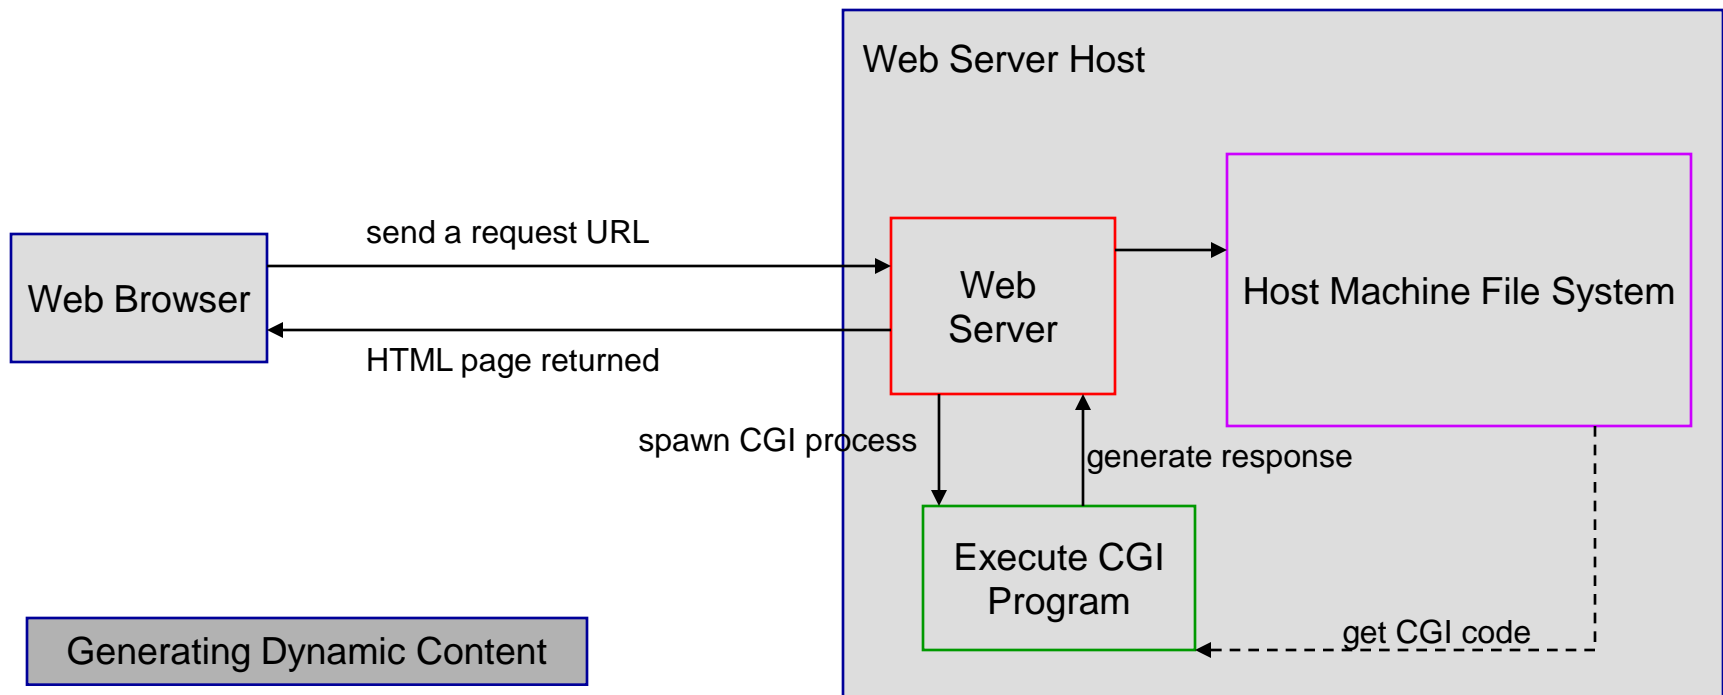 Web Server Host
send a request URL
Web Browser
Web
Server
Host Machine File System
HTML page returned
spawn CGI process
generate response
Execute CGI
Program
get CGI code
Generating Dynamic Content